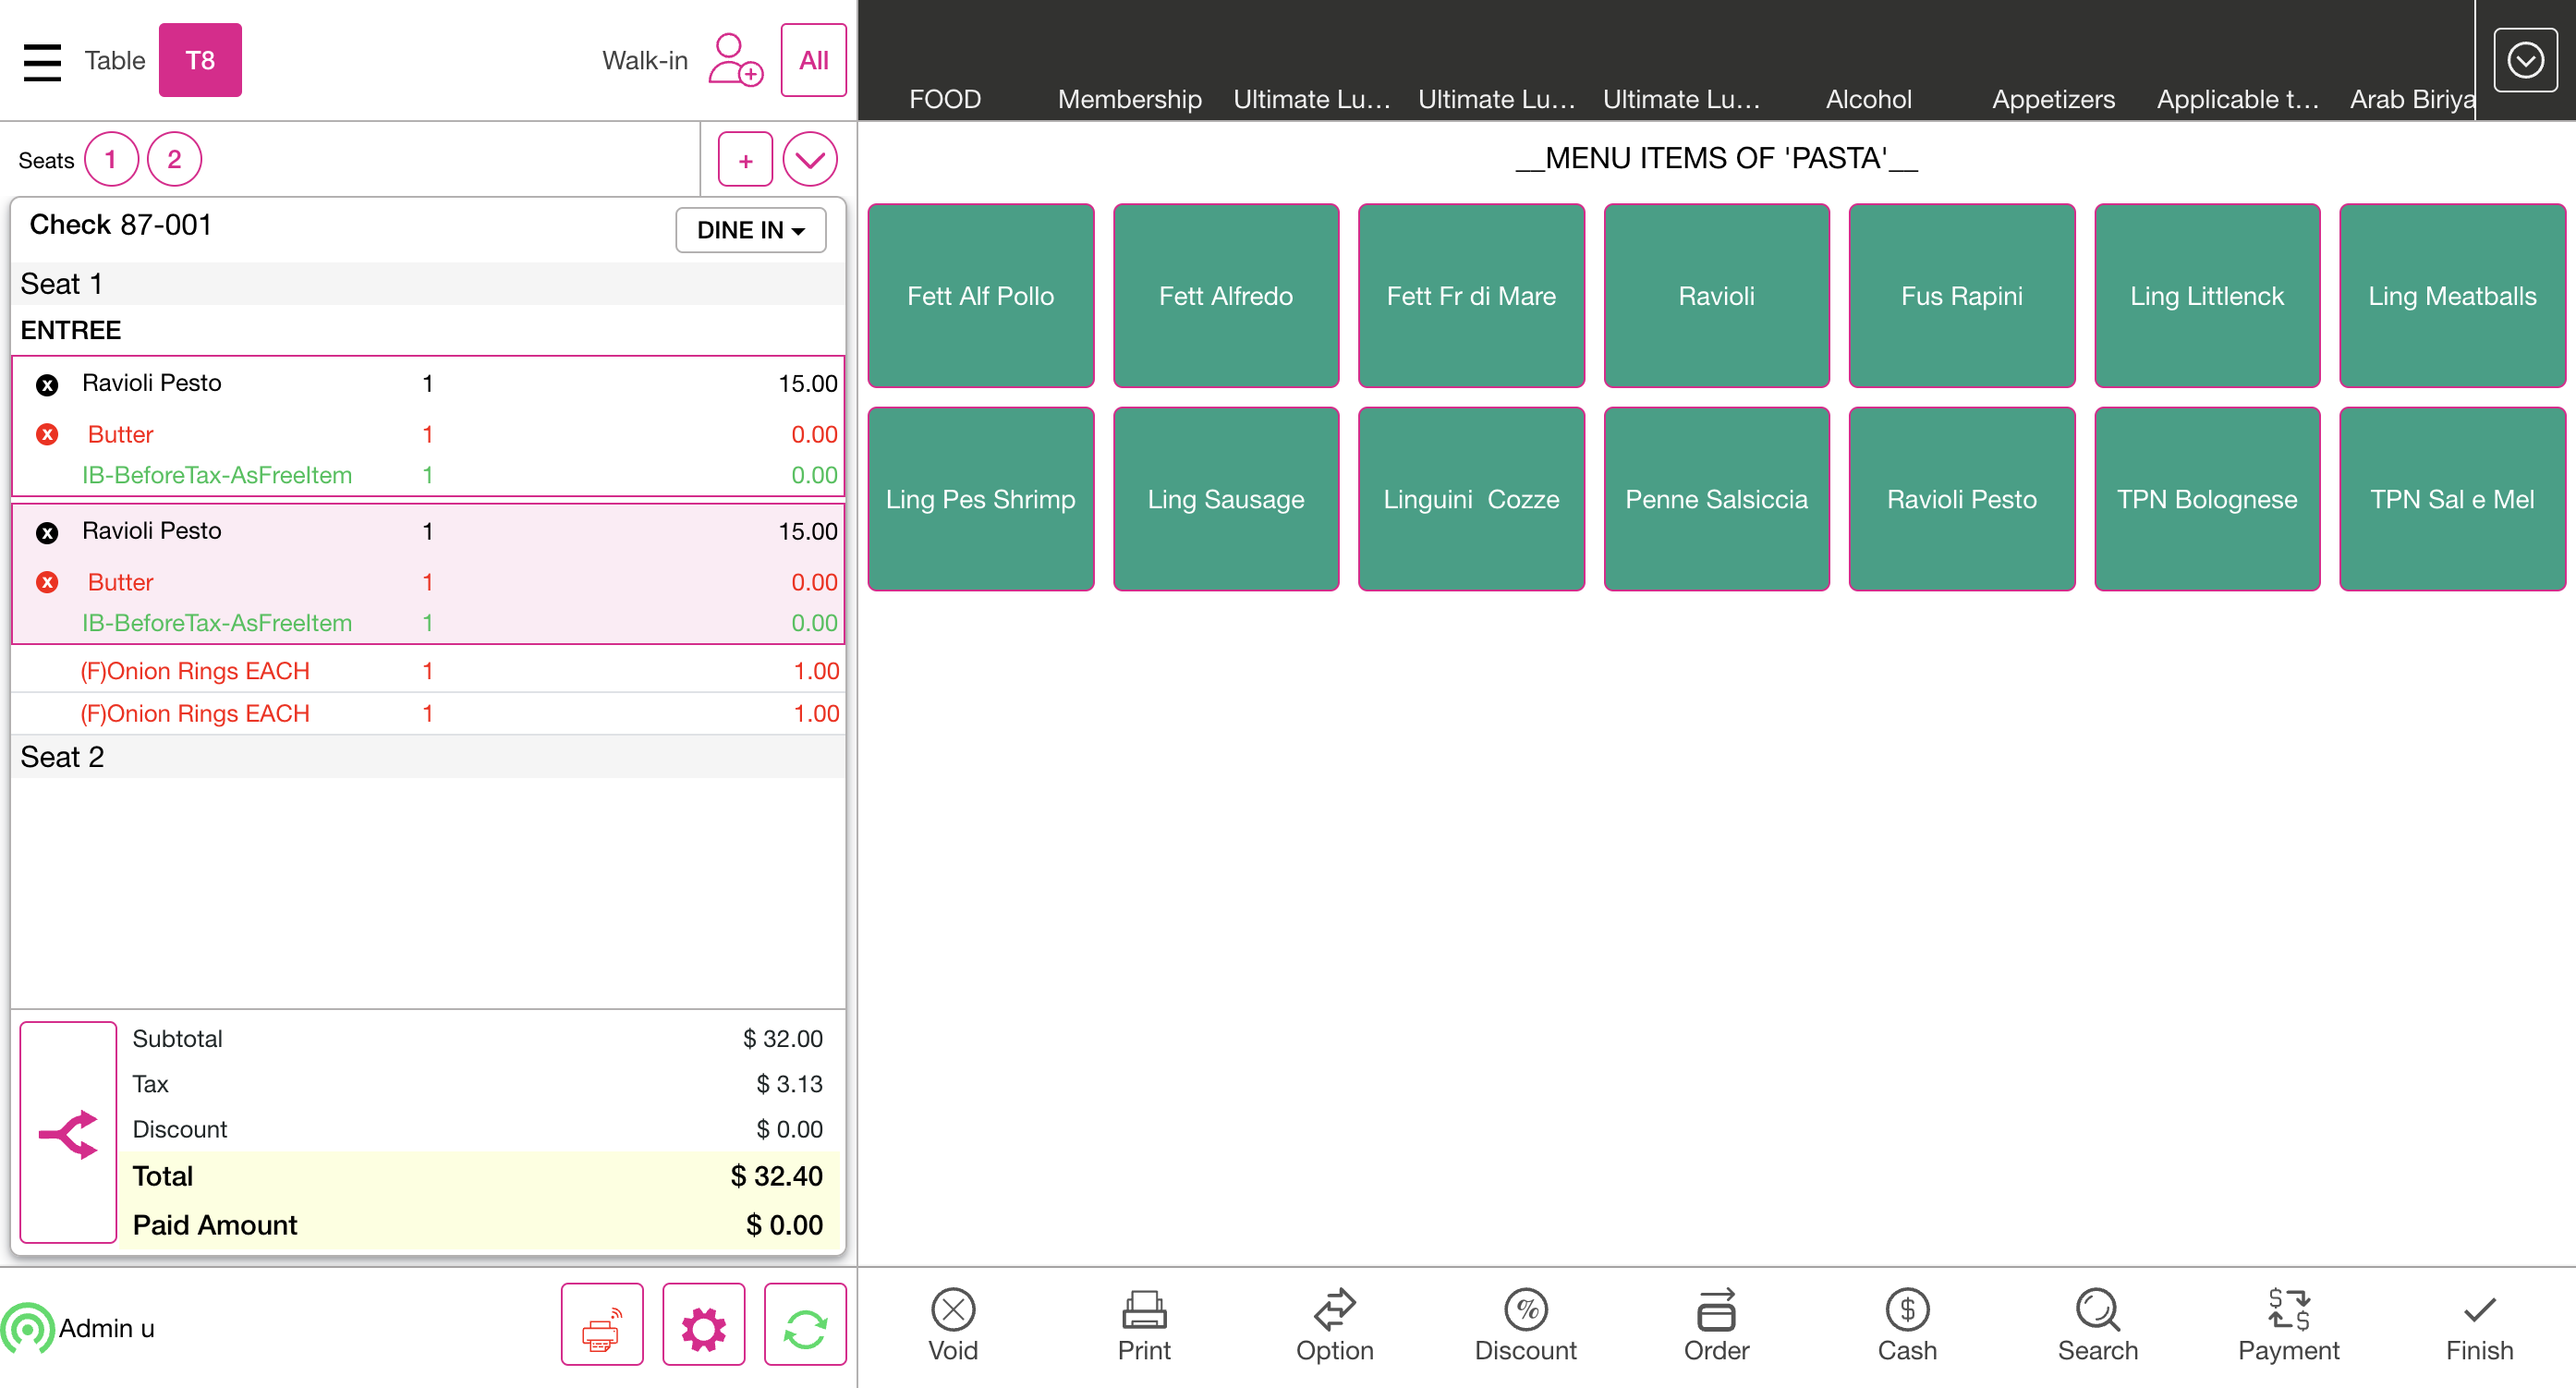 Table T8 Walk-in All
FOOD Membership Ultimate Lu... Ultimate Lu... Ultimate Lu... Alcohol Appetizers Applicable t... Arab Biriya
Seats 1 2 +
Check 87-001 DINE IN
Seat 1
ENTREE
x Ravioli Pesto 1 15.00
x Butter 1 0.00
IB-BeforeTax-AsFreeItem 1 0.00
x Ravioli Pesto 1 15.00
x Butter 1 0.00
IB-BeforeTax-AsFreeItem 1 0.00
(F)Onion Rings EACH 1 1.00
(F)Onion Rings EACH 1 1.00
Seat 2
Subtotal $ 32.00
Tax $ 3.13
Discount $ 0.00
Total $ 32.40
Paid Amount $ 0.00
Admin u
__MENU ITEMS OF 'PASTA'__
Fett Alf Pollo Fett Alfredo Fett Fr di Mare Ravioli Fus Rapini Ling Littlenck Ling Meatballs
Ling Pes Shrimp Ling Sausage Linguini  Cozze Penne Salsiccia Ravioli Pesto TPN Bolognese TPN Sal e Mel
Void Print Option Discount Order Cash Search Payment Finish